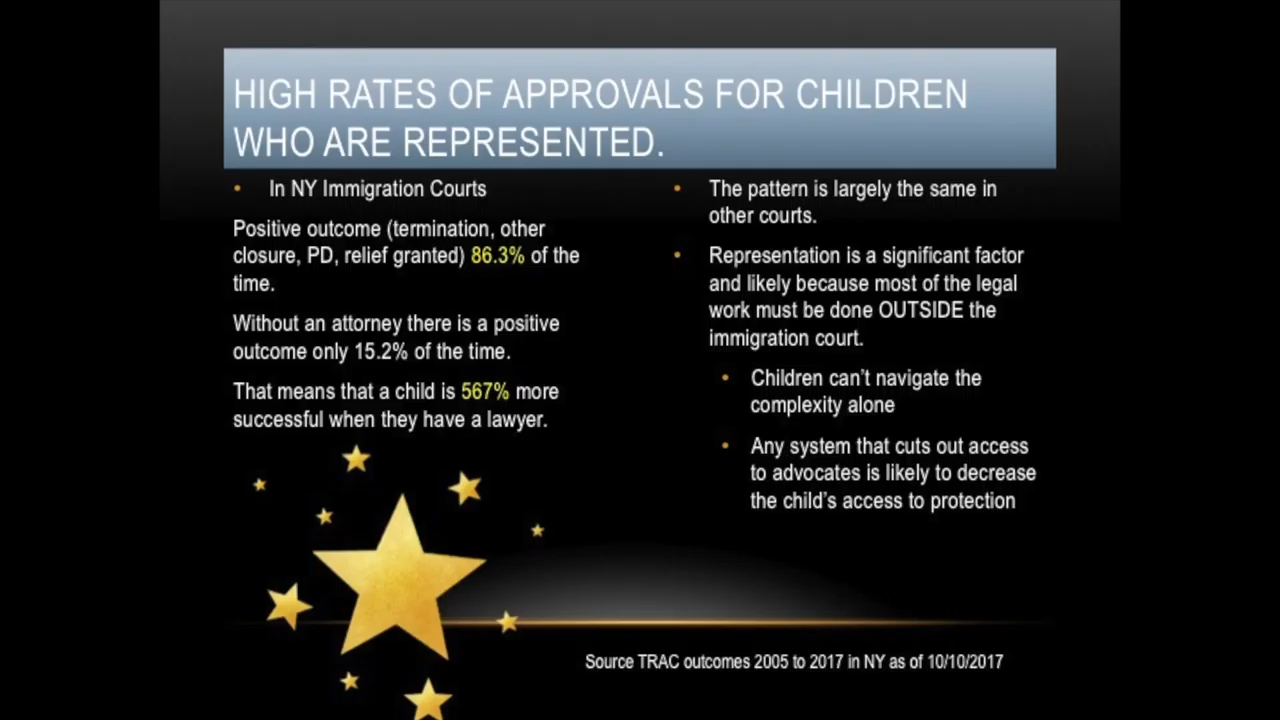 HIGH RATES OF APPROVALS FOR CHILDREN
WHO ARE REPRESENTED.
• In NY Immigration Courts
Positive outcome (termination, other
closure, PD, relief granted) 86.3% of the
time.
Without an attorney there is a positive
outcome only 15.2% of the time.
That means that a child is 567% more
successful when they have a lawyer.
• The pattern is largely the same in
other courts.
• Representation is a significant factor
and likely because most of the legal
work must be done OUTSIDE the
immigration court.
• Children can't navigate the
complexity alone
• Any system that cuts out access
to advocates is likely to decrease
the child's access to protection
Source TRAC outcomes 2005 to 2017 in NY as of 10/10/2017